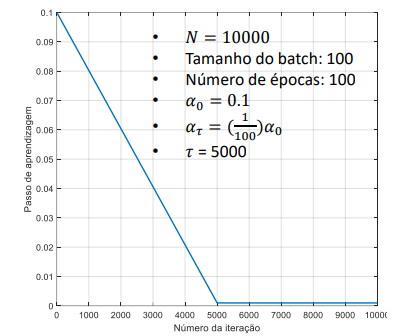 0.1
0.09
0.08
0.07
0.06
0.05
0.04
0.03
0.02
0.01
0
Passo de aprendizagem
• N = 10000
• Tamanho do batch: 100
• Número de épocas: 100
• α₀ = 0.1
• α_τ = (1/100)α₀
• τ = 5000
0 1000 2000 3000 4000 5000 6000 7000 8000 9000 1000
Número da iteração